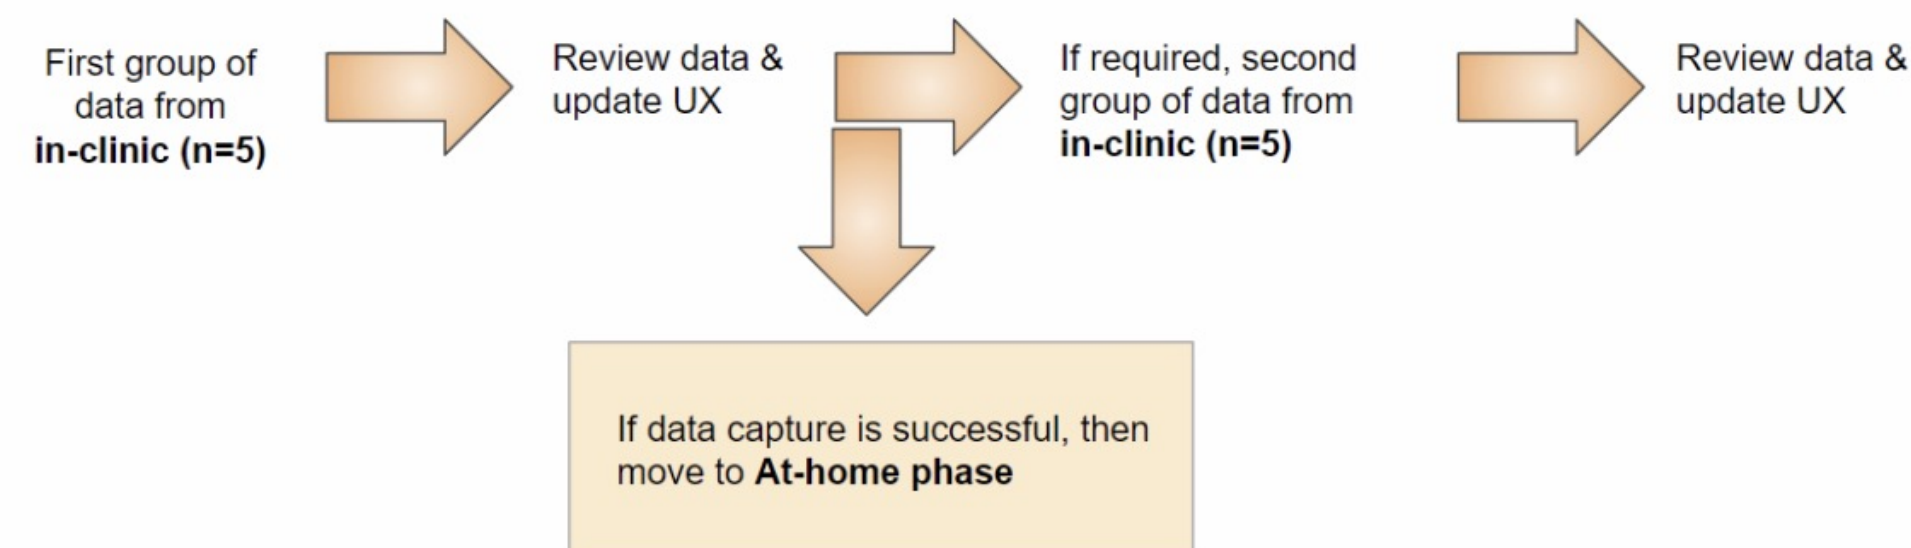 First group of
data from
in-clinic (n=5)
Review data &
update UX
If required, second
group of data from
in-clinic (n=5)
Review data &
update UX
If data capture is successful, then
move to At-home phase